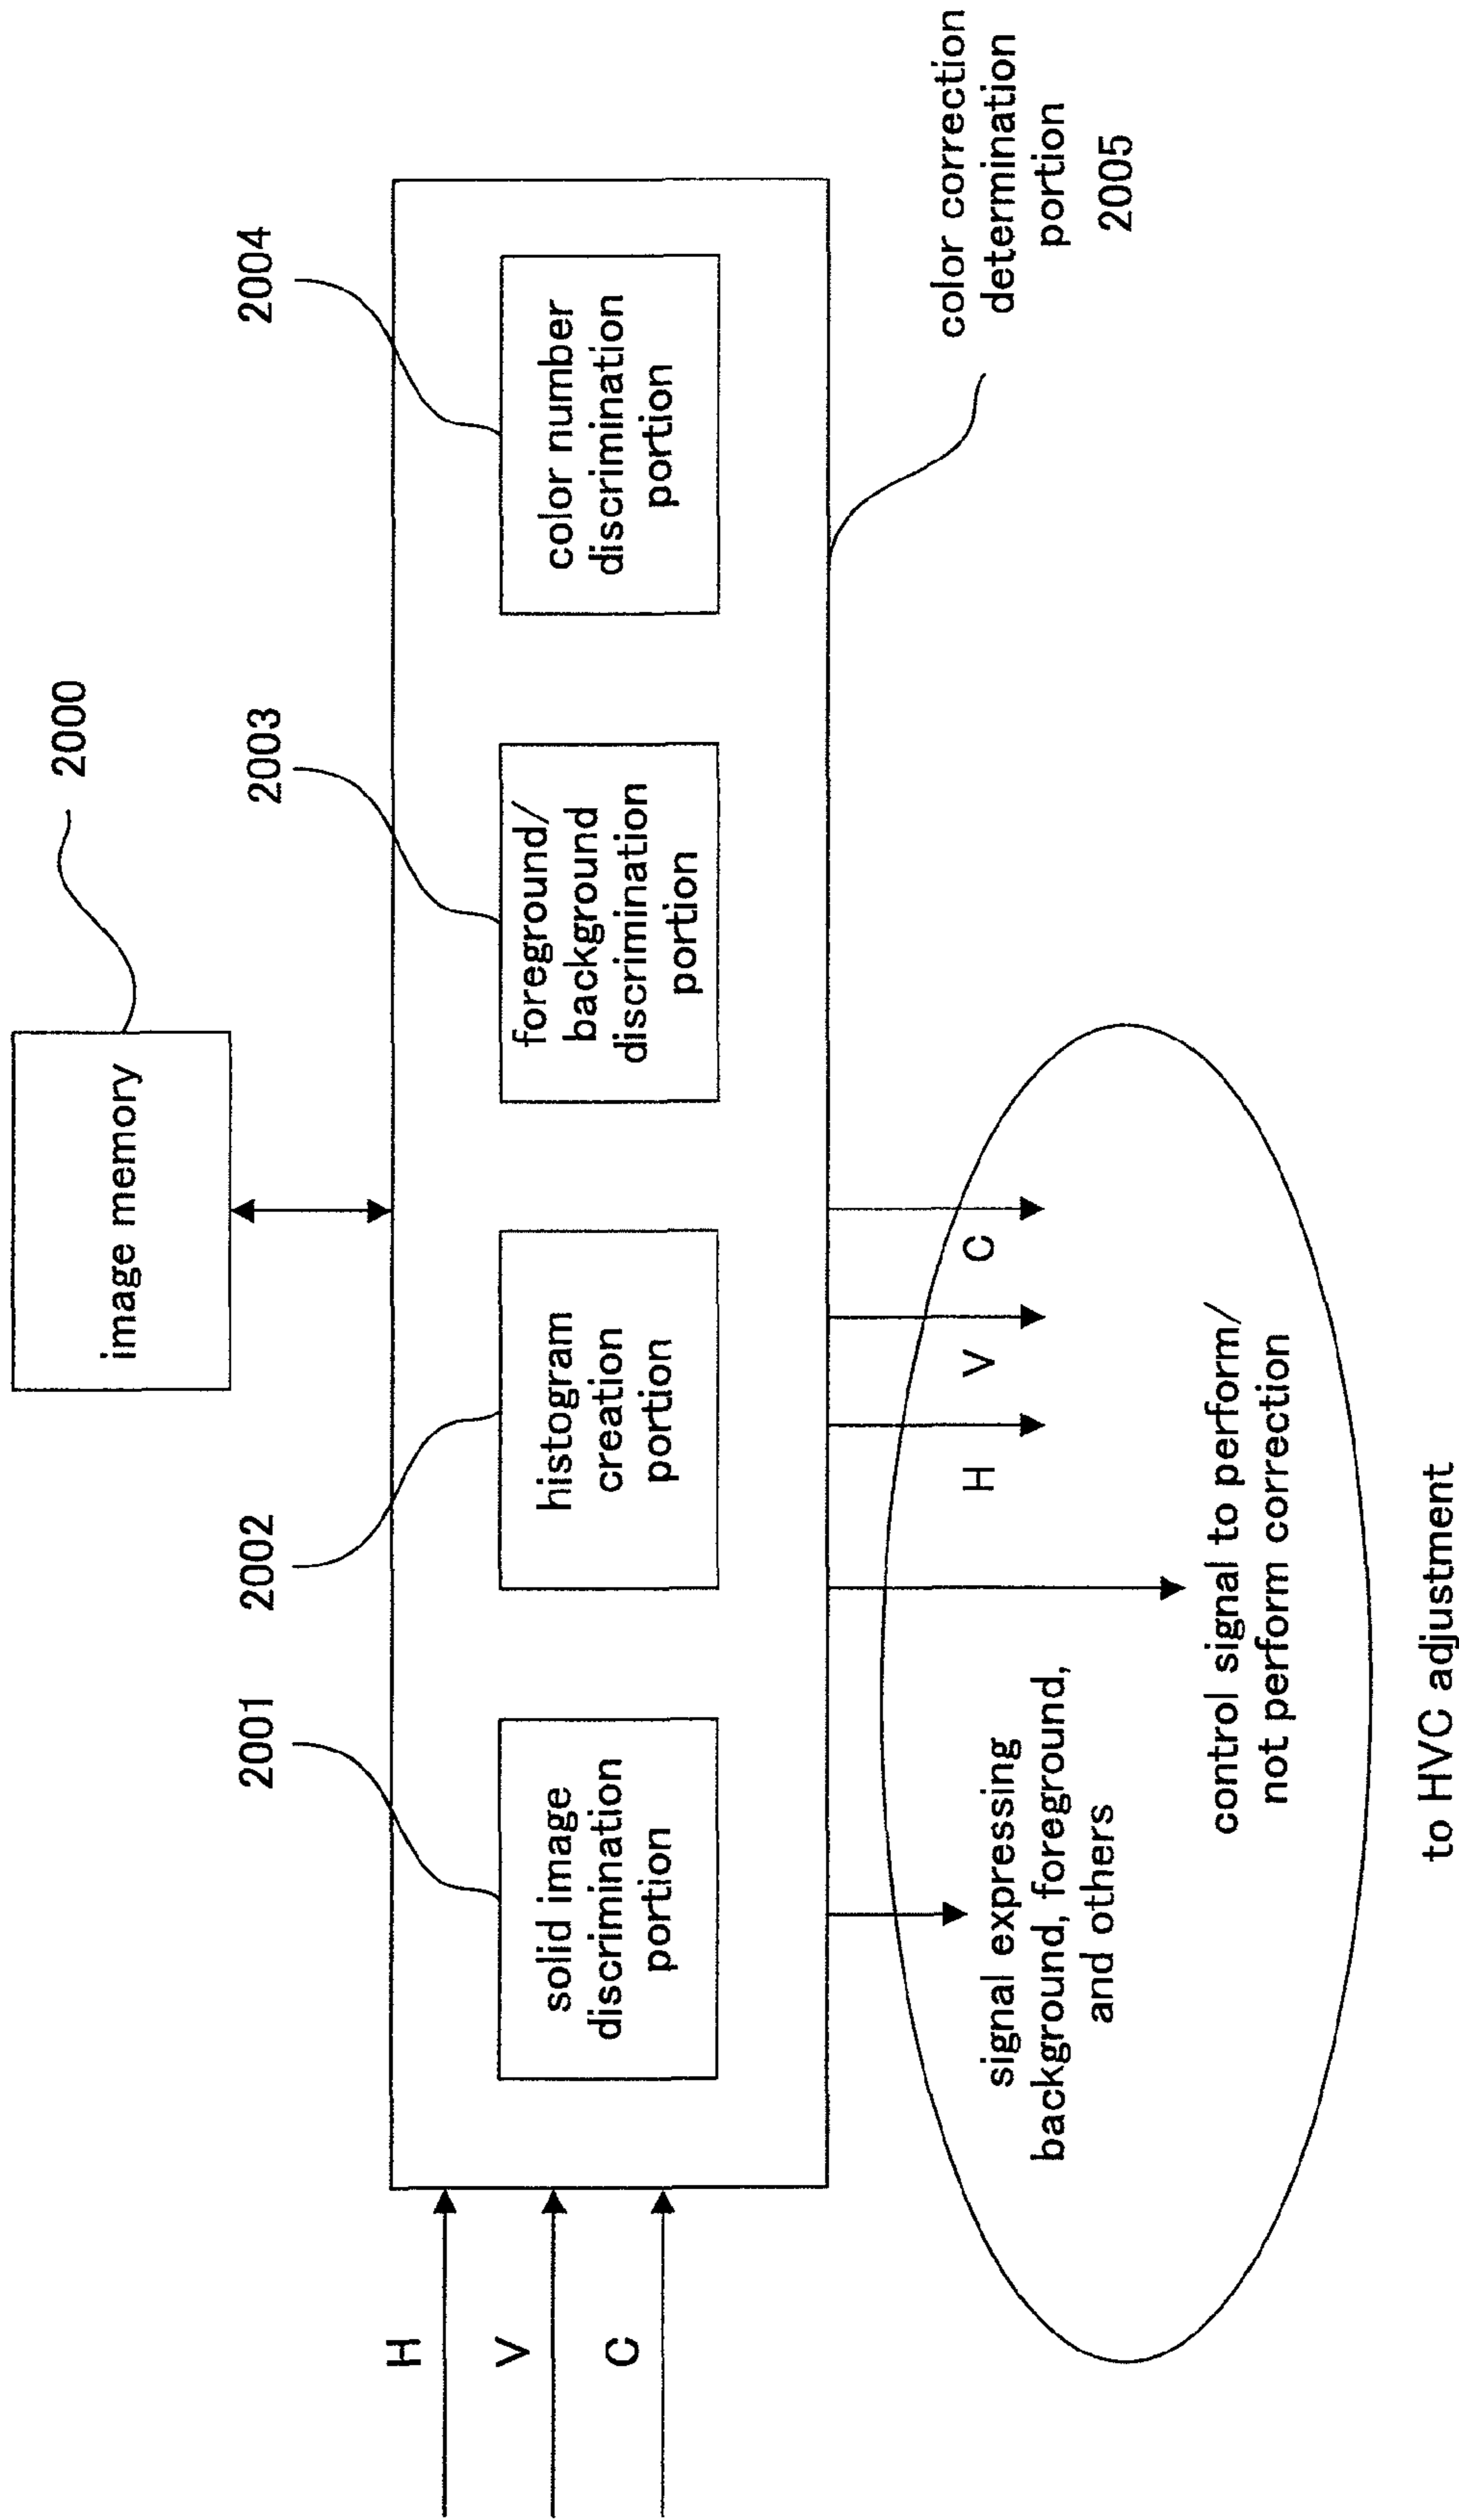 2000
image memory
2001
2002
2003
2004
H
V
C
solid image
discrimination
portion
histogram
creation
portion
foreground/
background
discrimination
portion
color number
discrimination
portion
color correction
determination
portion
2005
H
V
C
signal expressing
background, foreground,
and others
control signal to perform/
not perform correction
to HVC adjustment